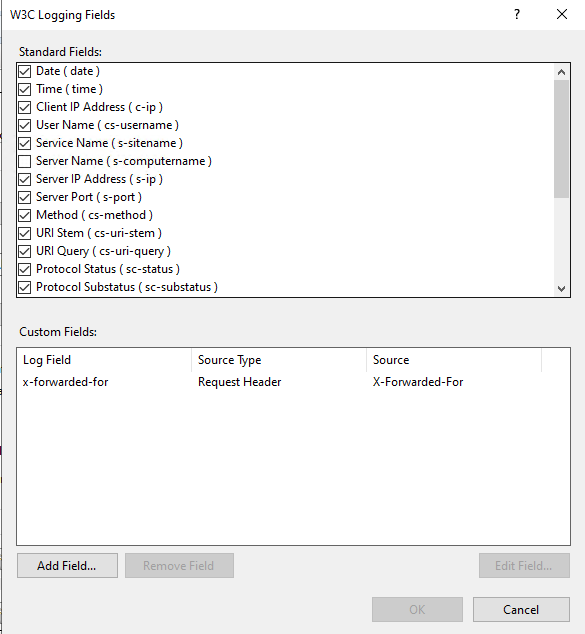 W3C Logging Fields
?
Standard Fields:
Date ( date )
Time ( time )
Client IP Address ( c-ip )
User Name ( cs-username )
Service Name ( s-sitename )
Server Name ( s-computername )
Server IP Address ( s-ip )
Server Port ( s-port )
Method ( cs-method )
URI Stem ( cs-uri-stem )
URI Query ( cs-uri-query )
Protocol Status ( sc-status )
Protocol Substatus ( sc-substatus )
Custom Fields:
Log Field Source Type Source
x-forwarded-for Request Header X-Forwarded-For
Add Field... Remove Field Edit Field...
OK Cancel